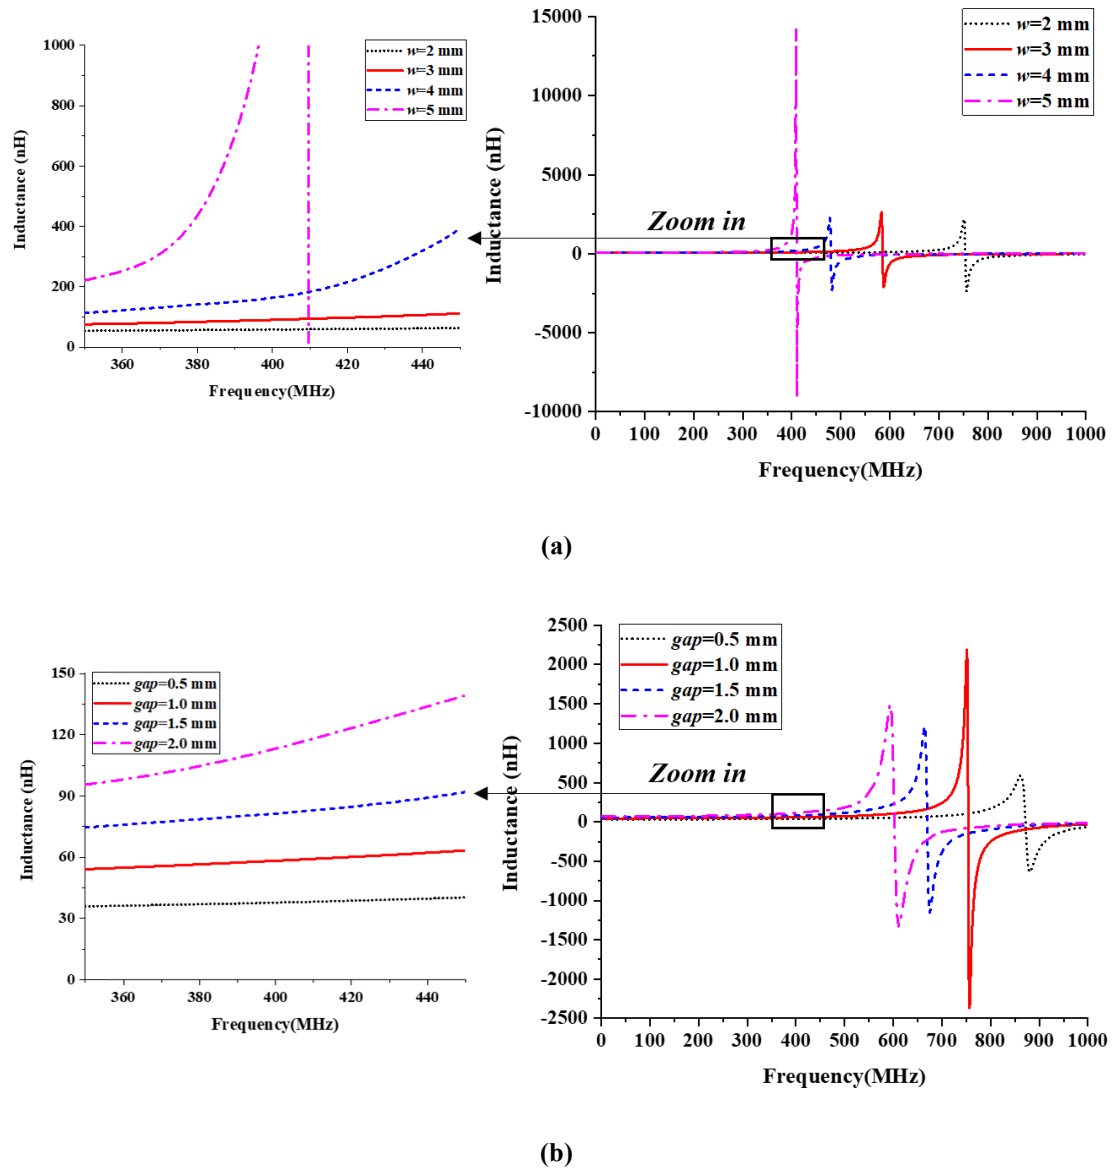 1000
800
600
400
200
0
360
380
400
420
440
Inductance (nH)
Frequency(MHz)
w=2 mm
w=3 mm
w=4 mm
w=5 mm
Zoom in
15000
10000
5000
0
-5000
-10000
0
100
200
300
400
500
600
700
800
900
1000
Inductance (nH)
Frequency(MHz)
w=2 mm
w=3 mm
w=4 mm
w=5 mm
(a)
150
120
90
60
30
0
360
380
400
420
440
Inductance (nH)
Frequency(MHz)
gap=0.5 mm
gap=1.0 mm
gap=1.5 mm
gap=2.0 mm
Zoom in
2500
2000
1500
1000
500
0
-500
-1000
-1500
-2000
-2500
0
100
200
300
400
500
600
700
800
900
1000
Inductance (nH)
Frequency(MHz)
gap=0.5 mm
gap=1.0 mm
gap=1.5 mm
gap=2.0 mm
(b)